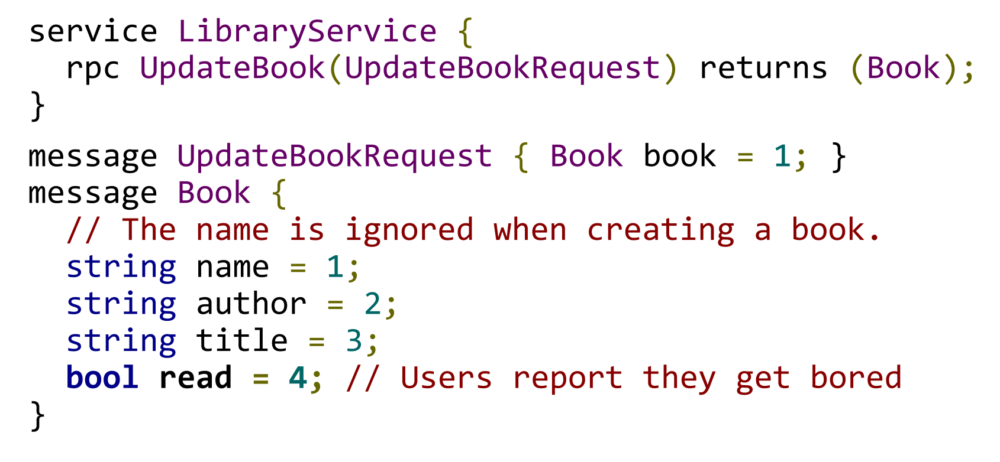 service LibraryService {
  rpc UpdateBook(UpdateBookRequest) returns (Book);
}
message UpdateBookRequest { Book book = 1; }
message Book {
  // The name is ignored when creating a book.
  string name = 1;
  string author = 2;
  string title = 3;
  bool read = 4; // Users report they get bored
}